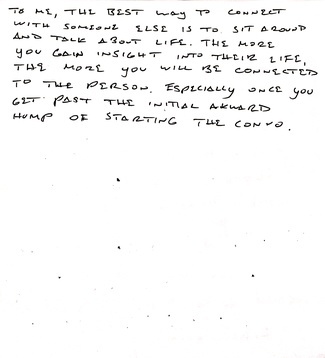 TO ME, THE BEST WAY TO CONNECT
WITH SOMEONE ELSE IS TO SIT AROUND
AND TALK ABOUT LIFE. THE MORE
YOU GAIN INSIGHT INTO THEIR LIFE,
THE MORE YOU WILL BE CONNECTED
TO THE PERSON. ESPECIALLY ONCE YOU
GET PAST THE INITIAL AKWARD
HUMP OF STARTING THE CONVO.